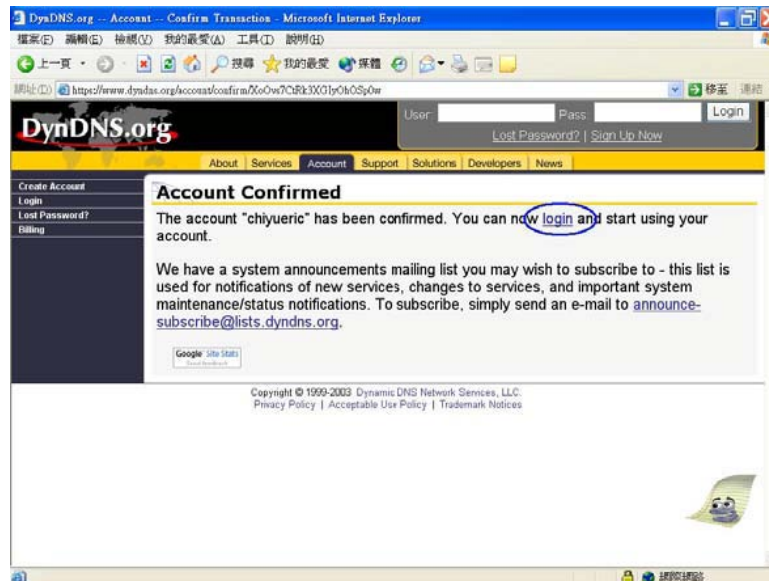 DynDNS.org -- Account -- Confirm Transaction - Microsoft Internet Explorer
檔案(F) 編輯(E) 檢視(V) 我的最愛(A) 工具(T) 說明(H)
上一頁 搜尋 我的最愛 媒體
網址(D) https://www.dyndns.org/account/confirm/ 移至 連結
DynDNS.org
User: Pass: Login
Lost Password? | Sign Up Now
About Services Account Support Solutions Developers News
Create Account
Login
Lost Password?
Billing
Account Confirmed
The account "chiyueric" has been confirmed. You can now login and start using your
account.
We have a system announcements mailing list you may wish to subscribe to - this list is
used for notifications of new services, changes to services, and important system
maintenance/status notifications. To subscribe, simply send an e-mail to announce-
subscribe@lists.dyndns.org.
Google Site Stats
Copyright © 1999-2003 Dynamic DNS Network Services, LLC.
Privacy Policy | Acceptable Use Policy | Trademark Notices
網際網路